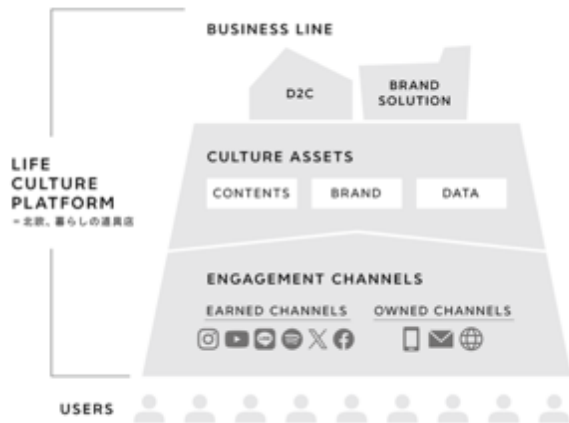 BUSINESS LINE
D2C
BRAND
SOLUTION
LIFE
CULTURE
PLATFORM
= 北欧、暮らしの道具店
CULTURE ASSETS
CONTENTS
BRAND
DATA
ENGAGEMENT CHANNELS
EARNED CHANNELS
OWNED CHANNELS
USERS